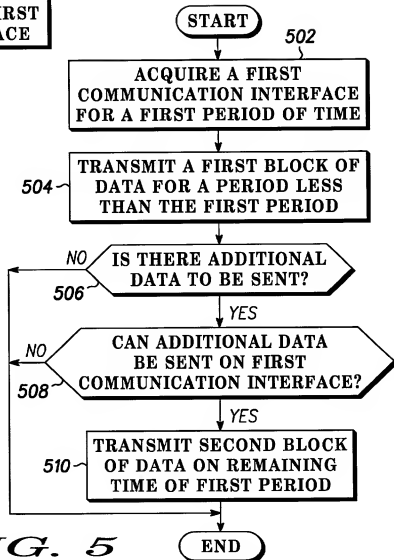 IRST
ACE
START
502
ACQUIRE A FIRST
COMMUNICATION INTERFACE
FOR A FIRST PERIOD OF TIME
504
TRANSMIT A FIRST BLOCK OF
DATA FOR A PERIOD LESS
THAN THE FIRST PERIOD
NO
IS THERE ADDITIONAL
DATA TO BE SENT?
506
YES
NO
CAN ADDITIONAL DATA
BE SENT ON FIRST
COMMUNICATION INTERFACE?
508
YES
510
TRANSMIT SECOND BLOCK
OF DATA ON REMAINING
TIME OF FIRST PERIOD
G. 5
END